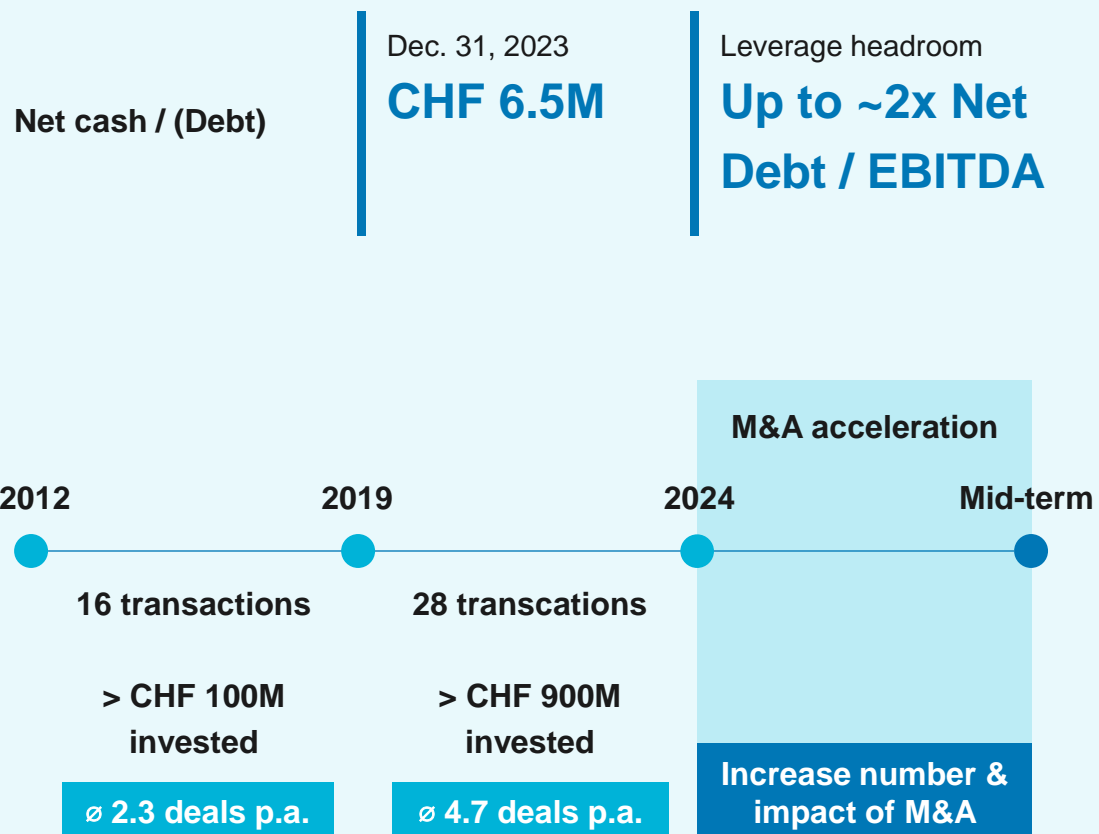 Net cash / (Debt)
Dec. 31, 2023
CHF 6.5M
Leverage headroom
Up to ~2x Net
Debt / EBITDA
M&A acceleration
2012
2019
2024
Mid-term
16 transactions
28 transcations
> CHF 100M
invested
> CHF 900M
invested
⌀ 2.3 deals p.a.
⌀ 4.7 deals p.a.
Increase number &
impact of M&A